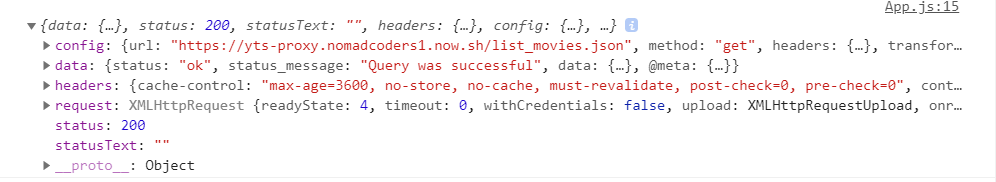 App.js:15
▼{data: {…}, status: 200, statusText: "", headers: {…}, config: {…}, …} i
▶config: {url: "https://yts-proxy.nomadcoders1.now.sh/list_movies.json", method: "get", headers: {…}, transfor…
▶data: {status: "ok", status_message: "Query was successful", data: {…}, @meta: {…}}
▶headers: {cache-control: "max-age=3600, no-store, no-cache, must-revalidate, post-check=0, pre-check=0", cont…
▶request: XMLHttpRequest {readyState: 4, timeout: 0, withCredentials: false, upload: XMLHttpRequestUpload, onr…
status: 200
statusText: ""
▶__proto__: Object